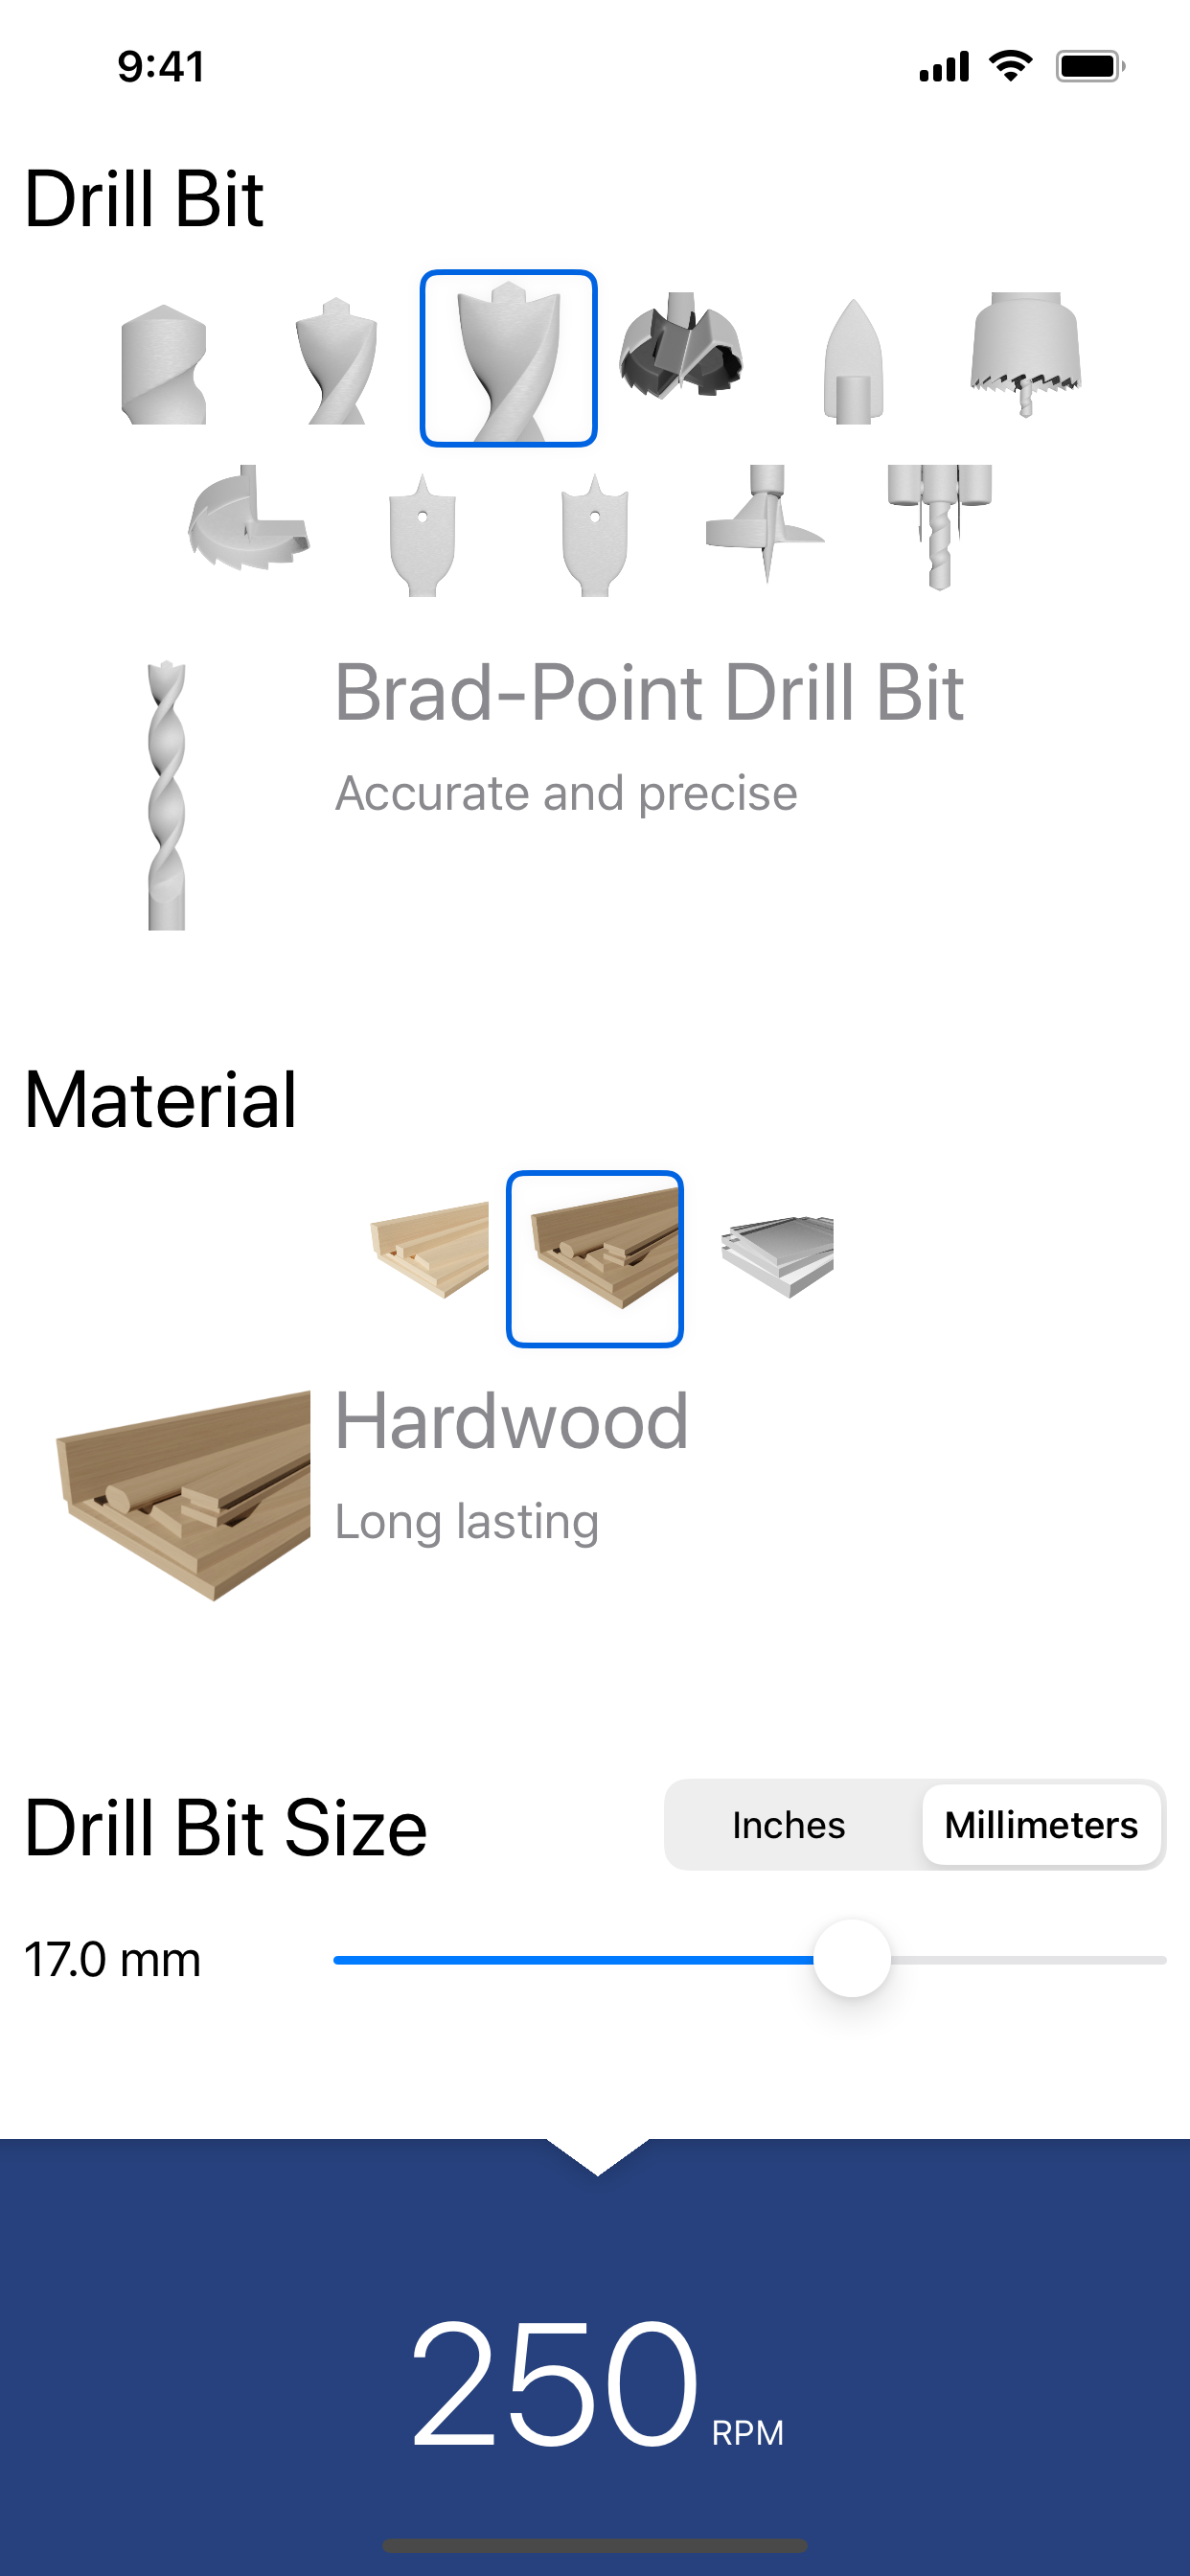 9:41
Drill Bit
Brad-Point Drill Bit
Accurate and precise
Material
Hardwood
Long lasting
Drill Bit Size
Inches
Millimeters
17.0 mm
250 RPM